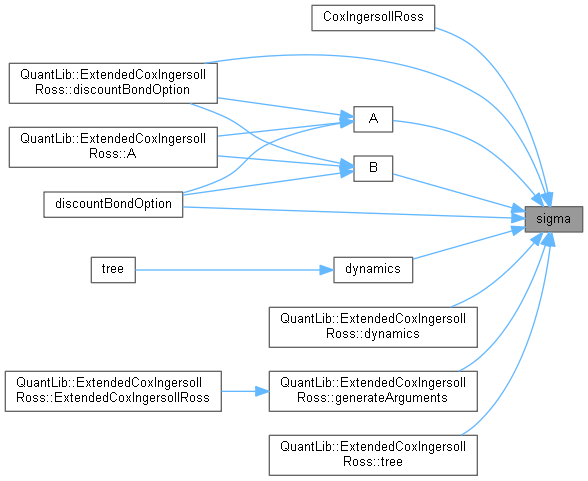 CoxIngersollRoss
QuantLib::ExtendedCoxIngersoll
Ross::discountBondOption
A
QuantLib::ExtendedCoxIngersoll
Ross::A
B
discountBondOption
sigma
tree
dynamics
QuantLib::ExtendedCoxIngersoll
Ross::dynamics
QuantLib::ExtendedCoxIngersoll
Ross::ExtendedCoxIngersollRoss
QuantLib::ExtendedCoxIngersoll
Ross::generateArguments
QuantLib::ExtendedCoxIngersoll
Ross::tree